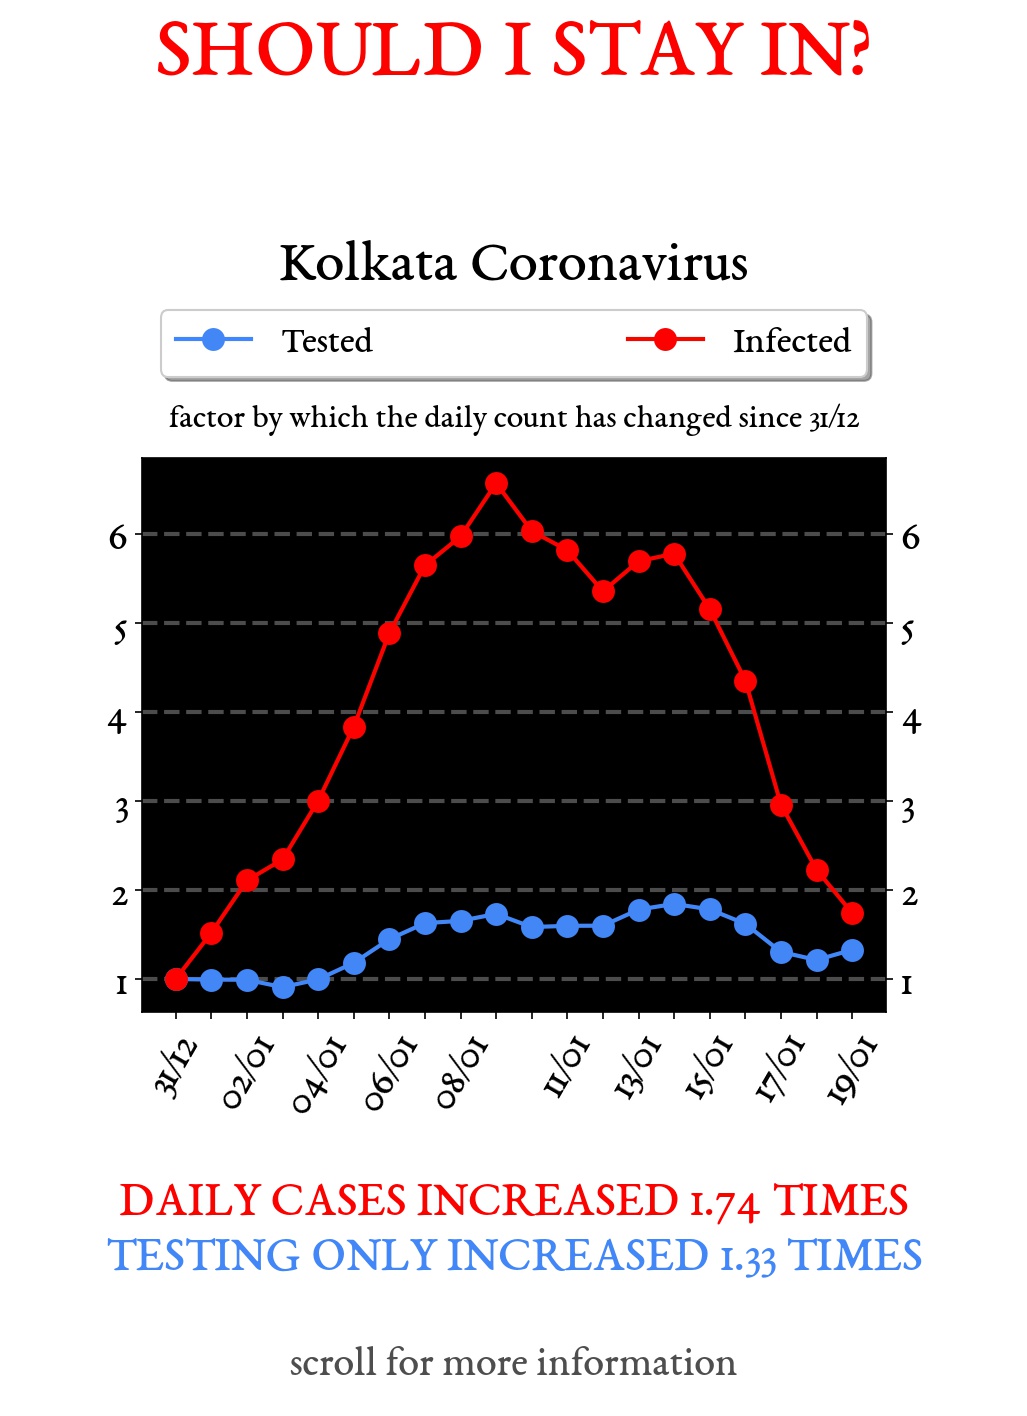 SHOULD I STAY IN?
Kolkata Coronavirus
Tested Infected
factor by which the daily count has changed since 31/12
6 6
5 5
4 4
3 3
2 2
1 1
31/12 02/01 04/01 06/01 08/01 11/01 13/01 15/01 17/01 19/01
DAILY CASES INCREASED 1.74 TIMES
TESTING ONLY INCREASED 1.33 TIMES
scroll for more information